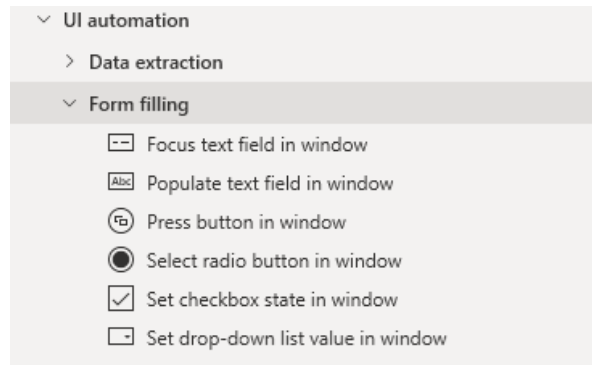 UI automation
Data extraction
Form filling
Focus text field in window
Abc Populate text field in window
Press button in window
Select radio button in window
Set checkbox state in window
Set drop-down list value in window